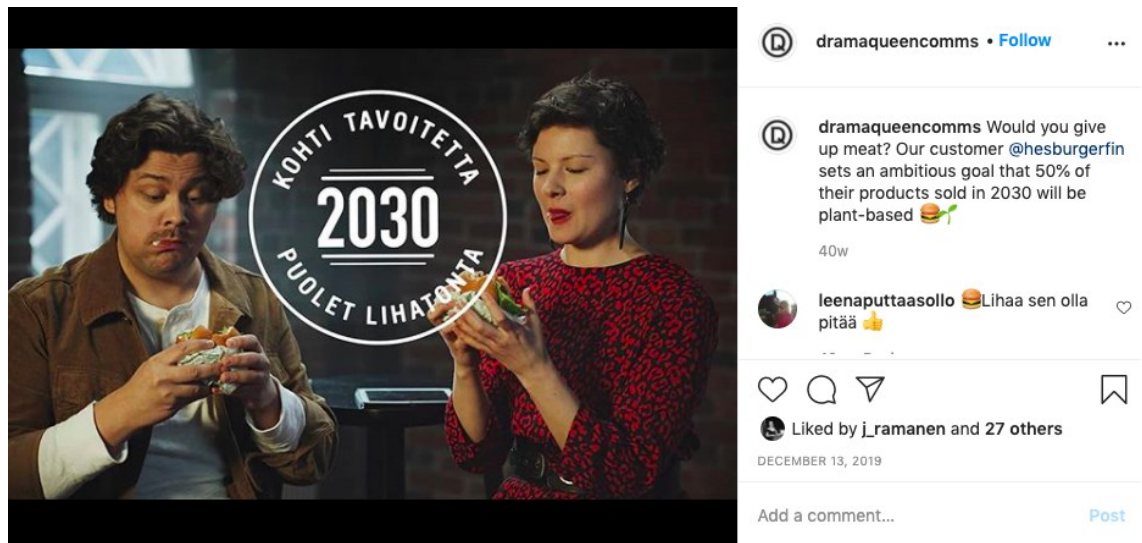 KOHTI TAVOITETTA
2030
PUOLET LIHATONTA
dramaqueencomms • Follow
dramaqueencomms Would you give
up meat? Our customer @hesburgerfin
sets an ambitious goal that 50% of
their products sold in 2030 will be
plant-based 🍔🌱
40w
leenaputtaasollo 🍔Lihaa sen olla
pitää 👍
Liked by j_ramanen and 27 others
DECEMBER 13, 2019
Add a comment...
Post